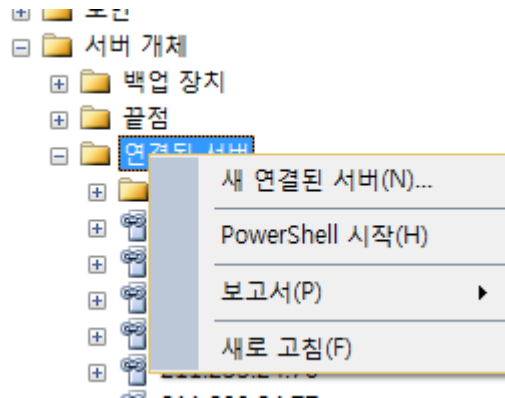 보안
서버 개체
백업 장치
끝점
연결된 서버
새 연결된 서버(N)...
PowerShell 시작(H)
보고서(P)
새로 고침(F)